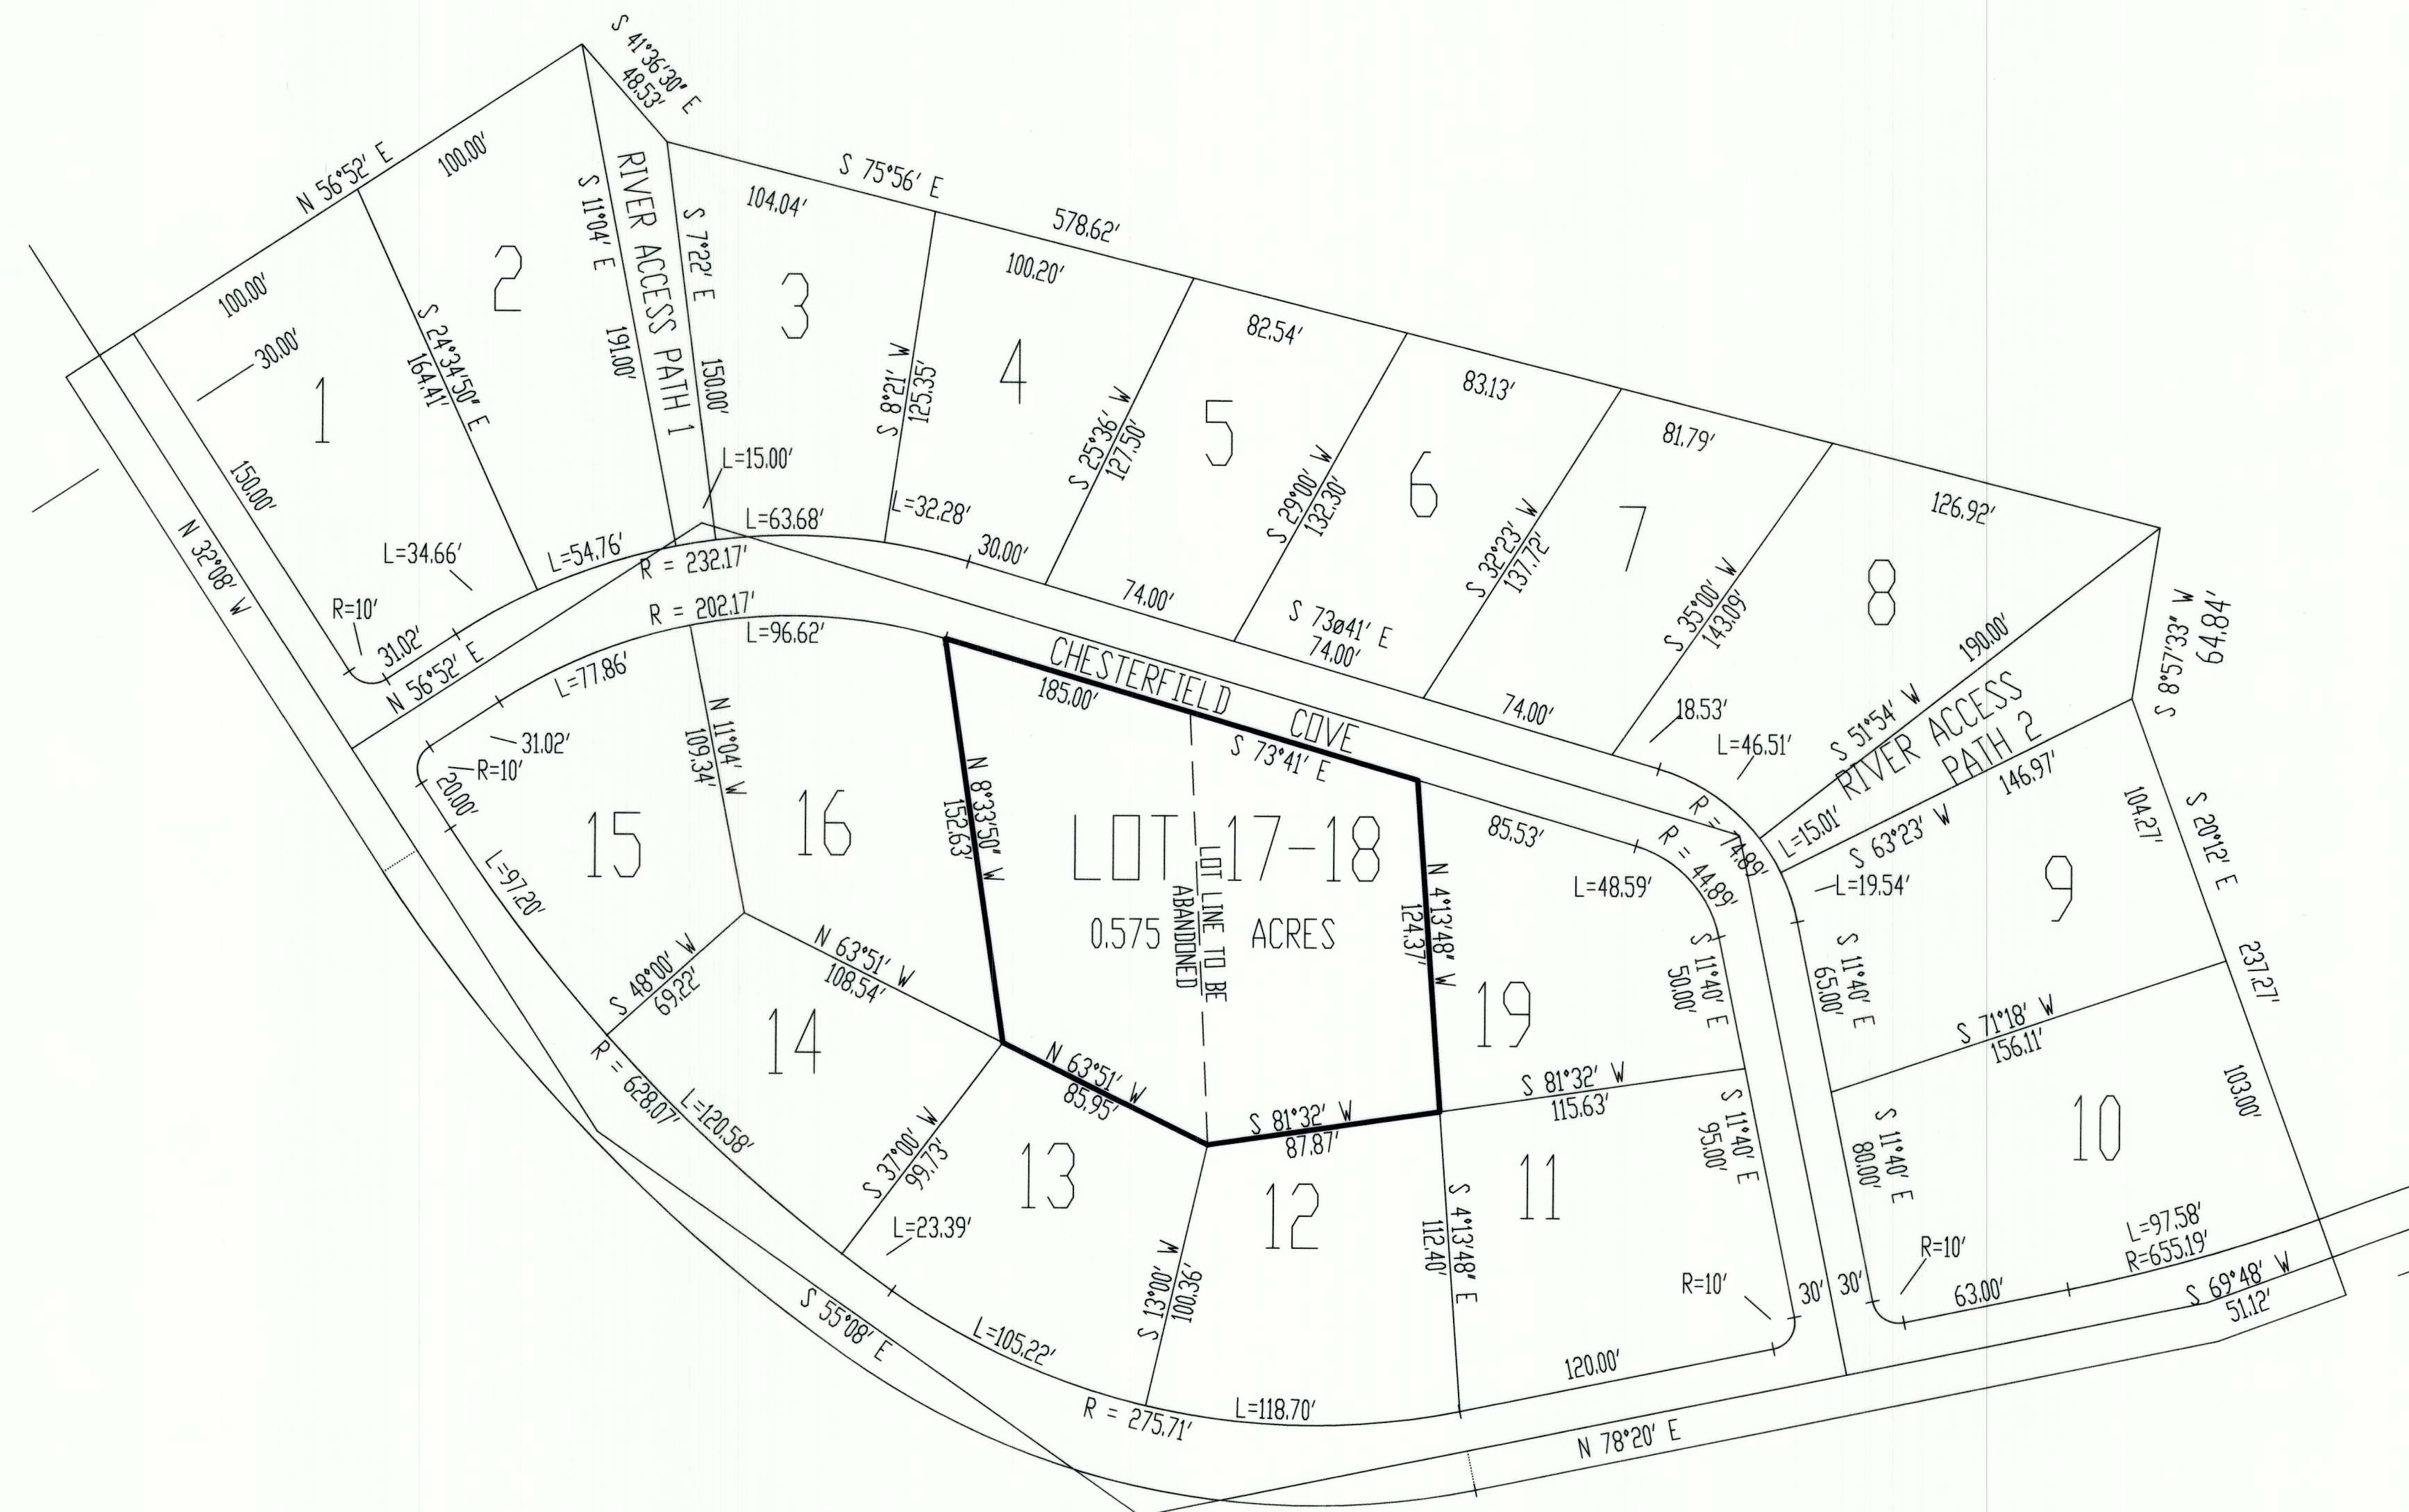 S 41°36'30" E
48.53'
N 56°52' E
100.00'
100.00'
30.00'
1
2
S 24°34'50" E
164.41'
S 11°04' E
191.00'
RIVER ACCESS PATH 1
S 7°22' E
150.00'
L=15.00'
S 75°56' E
578.62'
104.04'
3
L=63.68'
S 8°21' W
125.35'
100.20'
4
L=32.28'
30.00'
S 25°36' W
127.50'
82.54'
5
74.00'
S 29°00' W
132.30'
83.13'
6
S 73ø41' E
74.00'
S 32°23' W
137.72'
81.79'
7
74.00'
S 35°00' W
143.09'
126.92'
8
18.53'
L=46.51'
190.00'
S 51°54' W
RIVER ACCESS
PATH 2
S 8°57'33" W
64.84'
146.97'
S 63°23' W
L=15.01'
L=19.54'
R = 74.89'
R = 44.89'
104.27'
S 20°12' E
237.27'
9
S 11°40' E
65.00'
S 71°18' W
156.11'
10
103.00'
S 11°40' E
80.00'
R=10'
63.00'
L=97.58'
R=655.19'
S 69°48' W
51.12'
30'
30'
N 32°08' W
150.00'
L=34.66'
R=10'
31.02'
N 56°52' E
L=54.76'
R = 232.17'
R = 202.17'
L=77.86'
L=96.62'
31.02'
R=10'
20.00'
L=97.20'
15
N 11°04' W
109.34'
16
CHESTERFIELD COVE
185.00'
S 73°41' E
N 8°33'50" W
152.63'
LOT 17-18
0.575 ACRES
LOT LINE TO BE
ABANDONED
N 4°13'48" W
124.37'
85.53'
L=48.59'
S 11°40' E
50.00'
19
S 81°32' W
115.63'
S 48°00' W
69.22'
N 63°51' W
108.54'
14
N 63°51' W
85.95'
S 81°32' W
87.87'
R = 628.07'
L=120.58'
S 37°00' W
99.73'
13
L=23.39'
S 13°00' W
100.36'
12
S 4°13'48" E
112.40'
11
S 11°40' E
95.00'
R=10'
120.00'
S 55°08' E
L=105.22'
R = 275.71'
L=118.70'
N 78°20' E